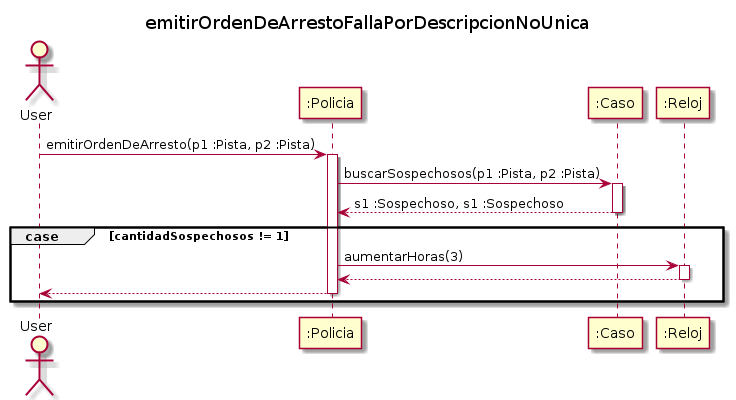 emitirOrdenDeArrestoFallaPorDescripcionNoUnica
User
:Policia
:Caso
:Reloj
emitirOrdenDeArresto(p1 :Pista, p2 :Pista)
buscarSospechosos(p1 :Pista, p2 :Pista)
s1 :Sospechoso, s1 :Sospechoso
case
[cantidadSospechosos != 1]
aumentarHoras(3)
User
:Policia
:Caso
:Reloj